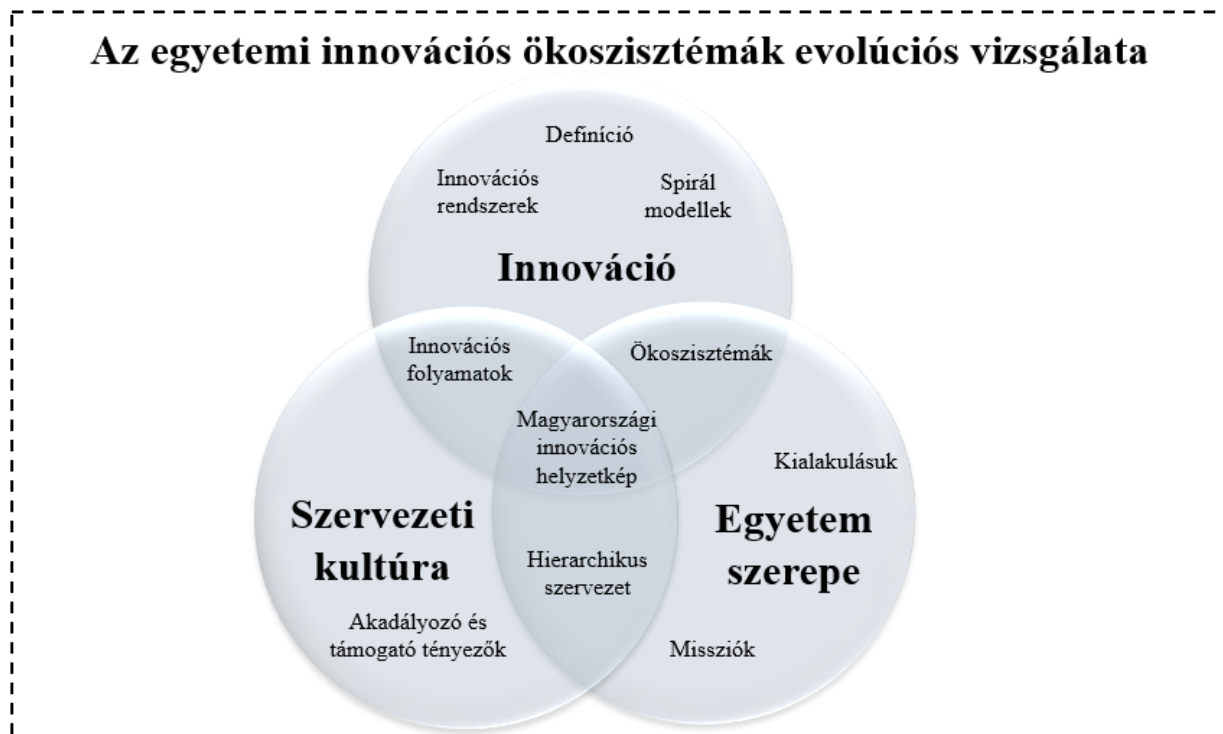 Az egyetemi innovációs ökoszisztémák evolúciós vizsgálata
Definíció
Innovációs
rendszerek
Spirál
modellek
Innováció
Innovációs
folyamatok
Ökoszisztémák
Magyarországi
innovációs
helyzetkép
Kialakulásuk
Szervezeti
kultúra
Egyetem
szerepe
Hierarchikus
szervezet
Akadályozó és
támogató tényezők
Missziók